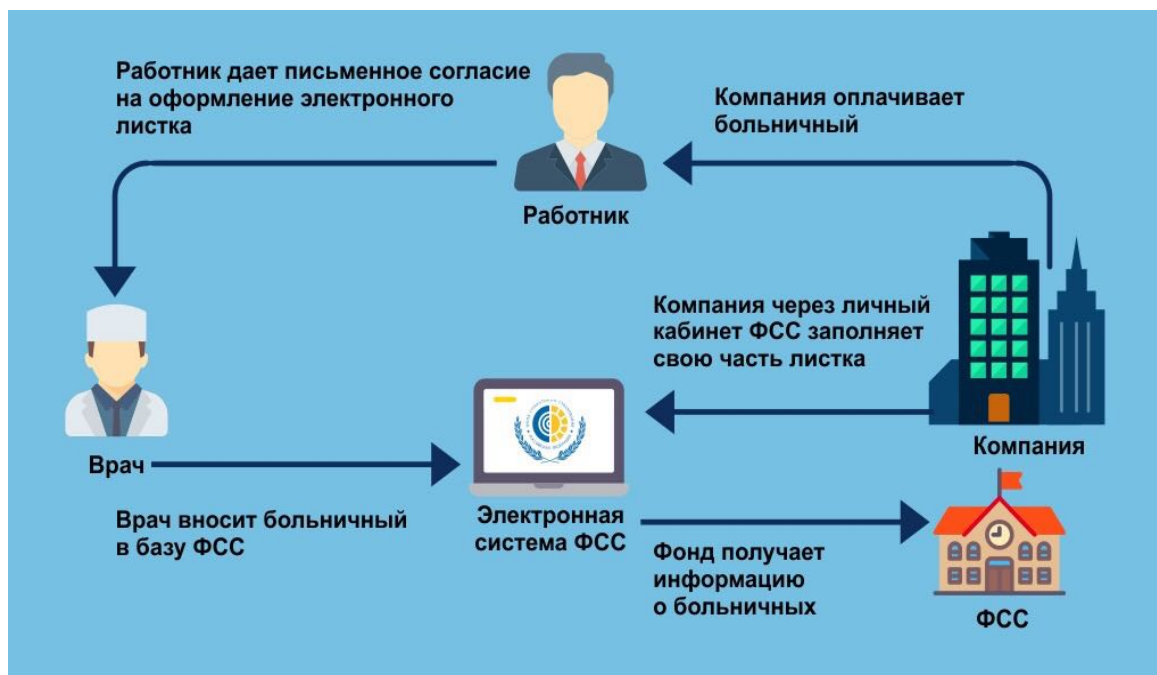 Работник дает письменное согласие
на оформление электронного
листка
Компания оплачивает
больничный
Работник
Компания через личный
кабинет ФСС заполняет
свою часть листка
Компания
Врач
Врач вносит больничный
в базу ФСС
Электронная
система ФСС
Фонд получает
информацию
о больничных
ФСС